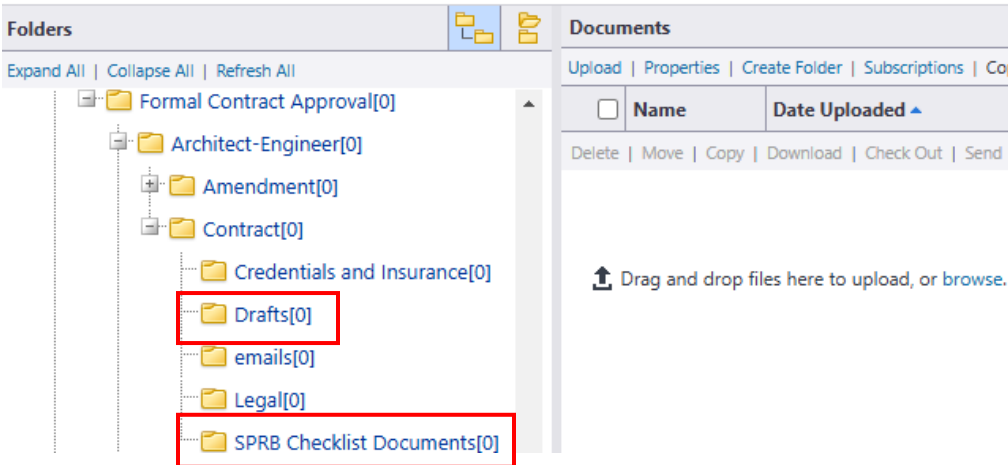 Folders
Expand All | Collapse All | Refresh All
Formal Contract Approval[0]
Architect-Engineer[0]
Amendment[0]
Contract[0]
Credentials and Insurance[0]
Drafts[0]
emails[0]
Legal[0]
SPRB Checklist Documents[0]
Documents
Upload | Properties | Create Folder | Subscriptions | Co
Name Date Uploaded
Delete | Move | Copy | Download | Check Out | Send
Drag and drop files here to upload, or browse.